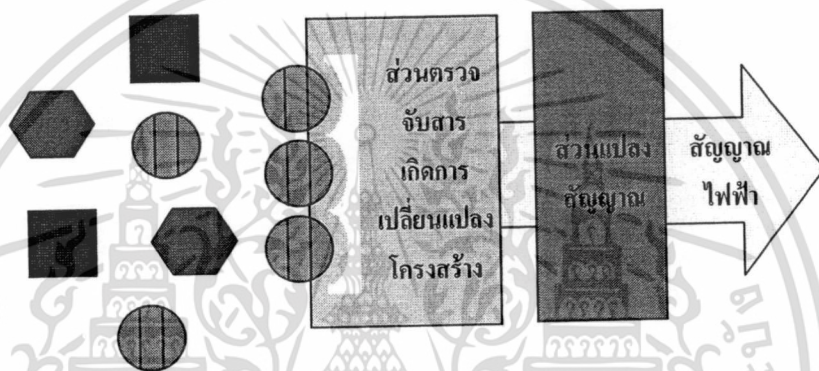 ส่วนตรวจ
จับสาร
เกิดการ
เปลี่ยนแปลง
โครงสร้าง
ส่วนแปลง
สัญญาณ
สัญญาณ
ไฟฟ้า